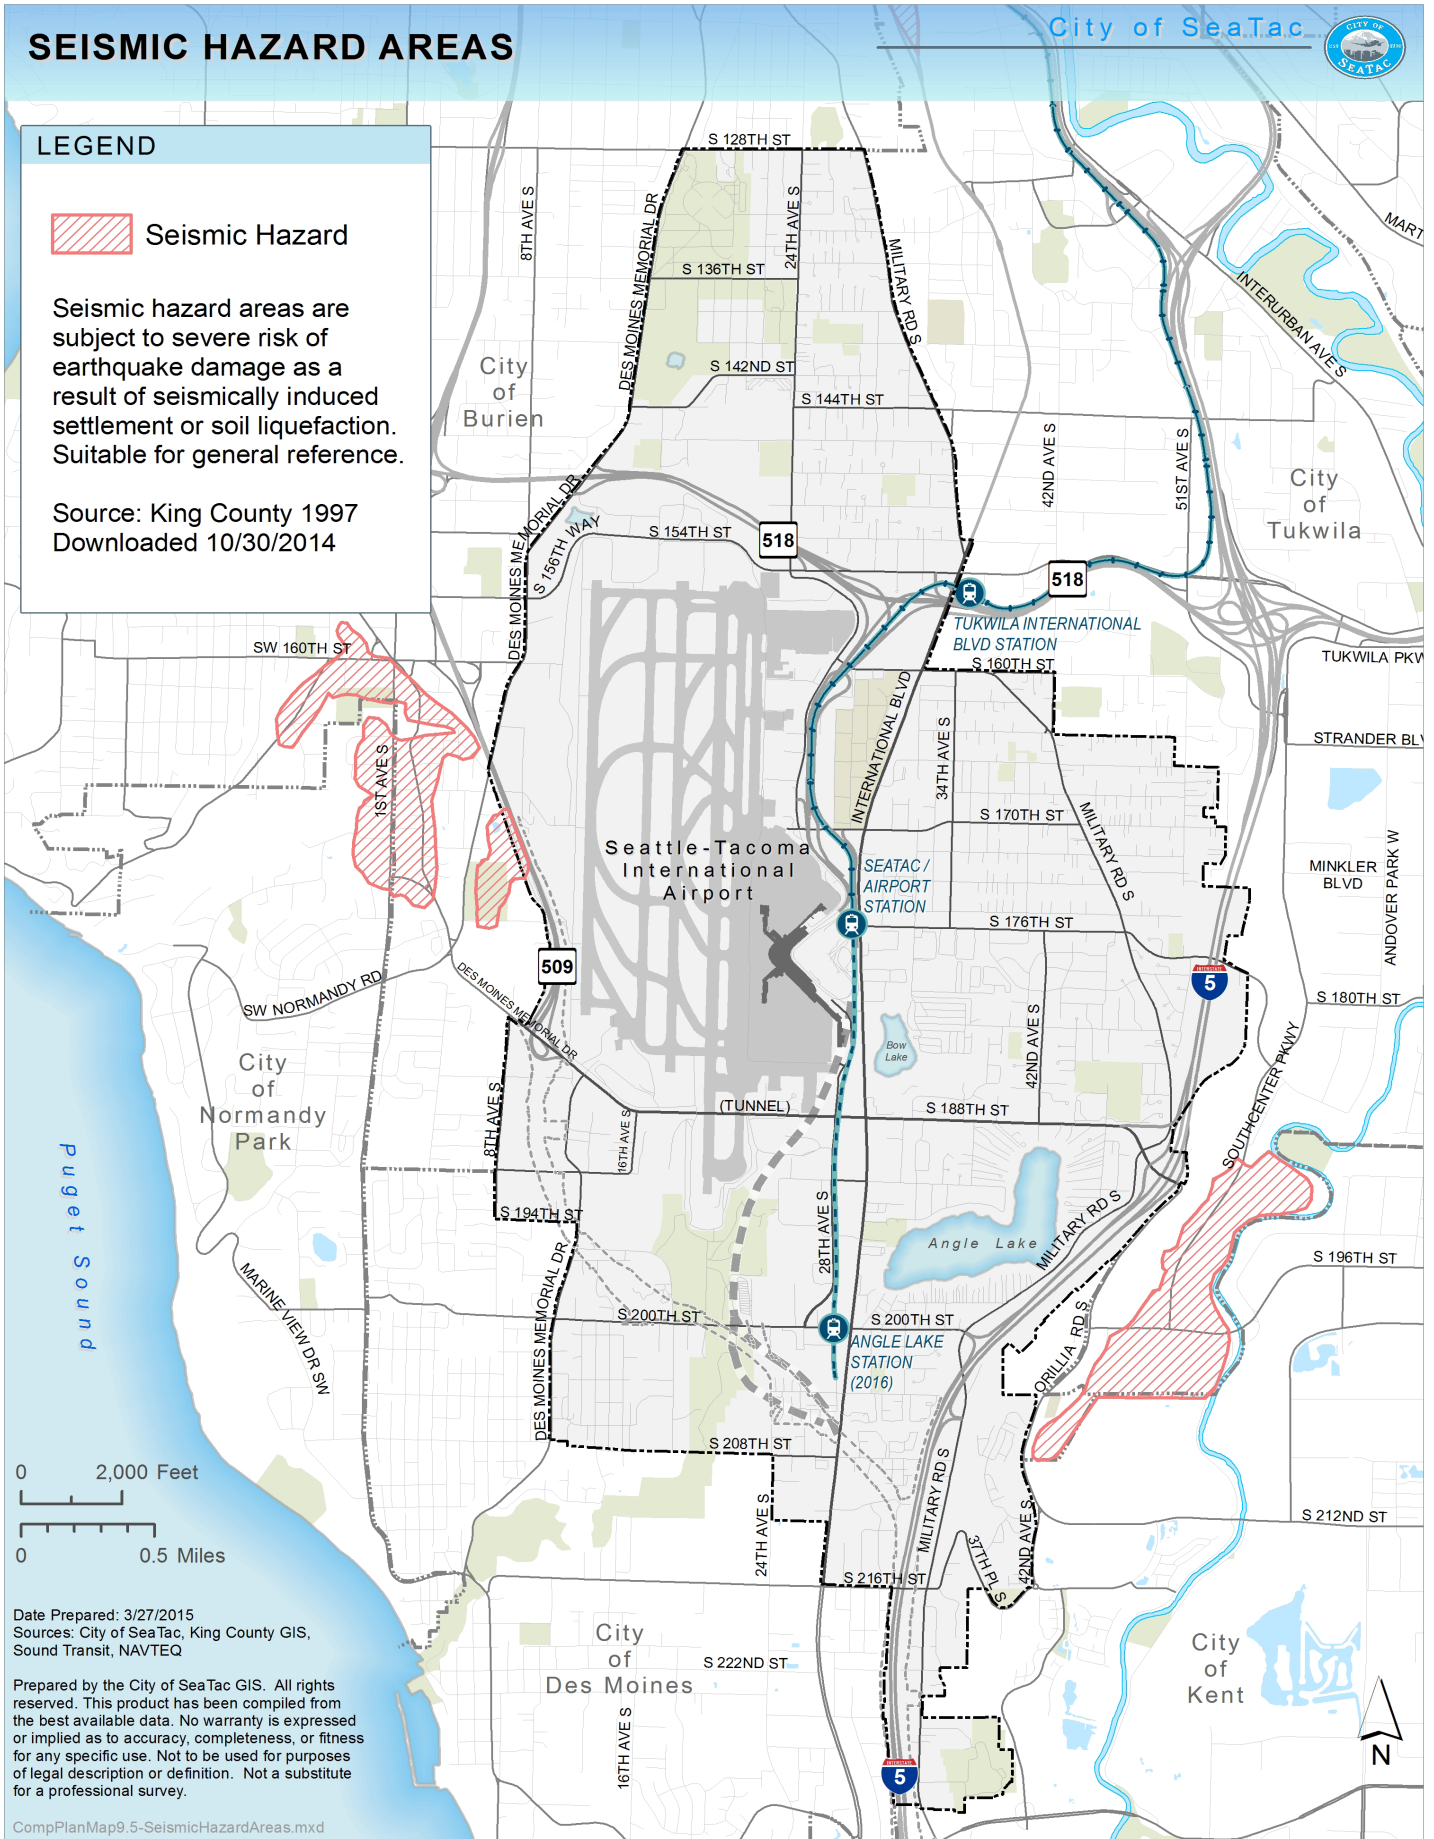 SEISMIC HAZARD AREAS
City of SeaTac
CITY OF
SEATAC
LEGEND
Seismic Hazard
Seismic hazard areas are
subject to severe risk of
earthquake damage as a
result of seismically induced
settlement or soil liquefaction.
Suitable for general reference.
Source: King County 1997
Downloaded 10/30/2014
S 128TH ST
8TH AVE S
DES MOINES MEMORIAL DR
24TH AVE S
MILITARY RD S
S 136TH ST
MART
INTERURBAN AVE S
City
of
Burien
S 142ND ST
S 144TH ST
42ND AVE S
51ST AVE S
City
of
Tukwila
DES MOINES MEMORIAL DR
S 156TH WAY
S 154TH ST
518
518
TUKWILA INTERNATIONAL
BLVD STATION
SW 160TH ST
S 160TH ST
TUKWILA PKW
INTERNATIONAL BLVD
34TH AVE S
STRANDER BLV
1ST AVE S
S 170TH ST
MILITARY RD S
Seattle-Tacoma
International
Airport
SEATAC /
AIRPORT
STATION
MINKLER
BLVD
ANDOVER PARK W
S 176TH ST
509
5
DES MOINES MEMORIAL DR
SW NORMANDY RD
S 180TH ST
Bow
Lake
42ND AVE S
SOUTHCENTER PKWY
City
of
Normandy
Park
8TH AVE S
16TH AVE S
(TUNNEL)
S 188TH ST
Puget Sound
S 194TH ST
28TH AVE S
Angle Lake
MILITARY RD S
S 196TH ST
MARINE VIEW DR SW
DES MOINES MEMORIAL DR
S 200TH ST
S 200TH ST
ANGLE LAKE
STATION
(2016)
ORILLIA RD S
S 208TH ST
0 2,000 Feet
0 0.5 Miles
24TH AVE S
MILITARY RD S
37TH PL S
42ND AVE S
S 212ND ST
S 216TH ST
Date Prepared: 3/27/2015
Sources: City of SeaTac, King County GIS,
Sound Transit, NAVTEQ
City
of
Des Moines
S 222ND ST
16TH AVE S
City
of
Kent
Prepared by the City of SeaTac GIS. All rights
reserved. This product has been compiled from
the best available data. No warranty is expressed
or implied as to accuracy, completeness, or fitness
for any specific use. Not to be used for purposes
of legal description or definition. Not a substitute
for a professional survey.
5
N
CompPlanMap9.5-SeismicHazardAreas.mxd